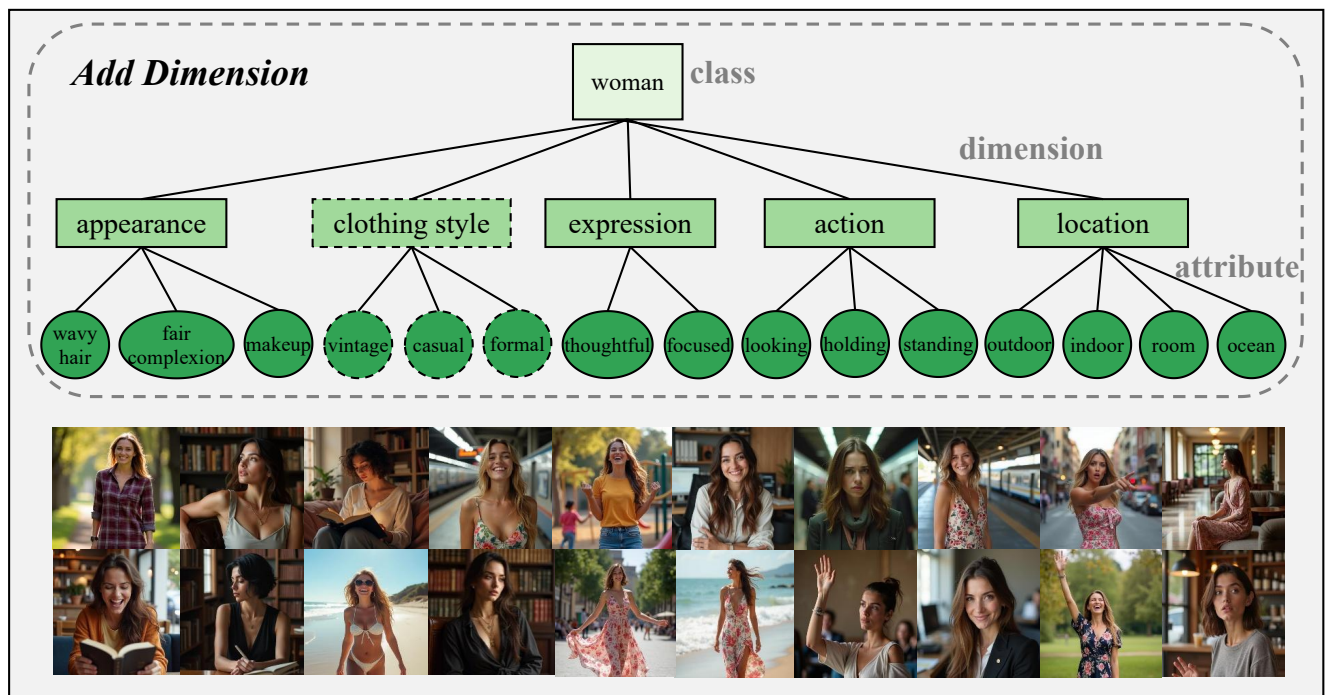 Add Dimension
woman
class
dimension
appearance
clothing style
expression
action
location
attribute
wavy
hair
fair
complexion
makeup
vintage
casual
formal
thoughtful
focused
looking
holding
standing
outdoor
indoor
room
ocean